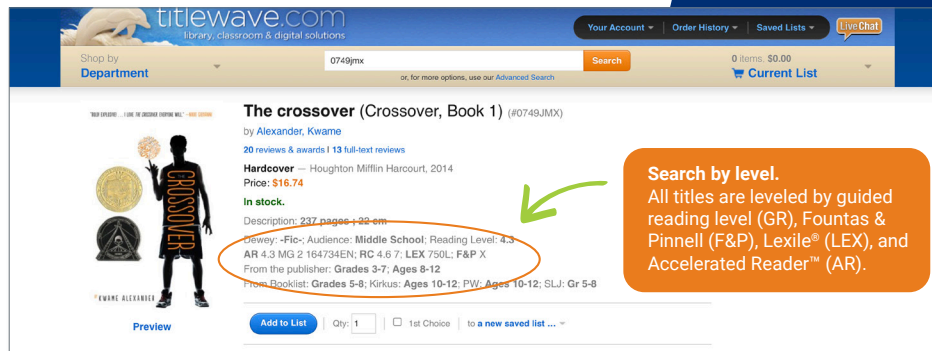 titlewave.com
library, classroom & digital solutions
Your Account
Order History
Saved Lists
LiveChat
Shop by
Department
0749jmx
Search
or, for more options, use our Advanced Search
0 items. $0.00
Current List
The crossover (Crossover, Book 1) (#0749JMX)
by Alexander, Kwame
20 reviews & awards I 13 full-text reviews
Hardcover — Houghton Mifflin Harcourt, 2014
Price: $16.74
In stock.
Description: 237 pages ; 22 cm
Dewey: -Fic-; Audience: Middle School; Reading Level: 4.3
AR 4.3 MG 2 164734EN; RC 4.6 7; LEX 750L; F&P X
From the publisher: Grades 3-7; Ages 8-12
From Booklist: Grades 5-8; Kirkus: Ages 10-12; PW: Ages 10-12; SLJ: Gr 5-8
Add to List
Qty: 1
1st Choice
to a new saved list ...
CROSSOVER
KWAME ALEXANDER
Preview
Search by level.
All titles are leveled by guided
reading level (GR), Fountas &
Pinnell (F&P), Lexile® (LEX), and
Accelerated Reader™ (AR).